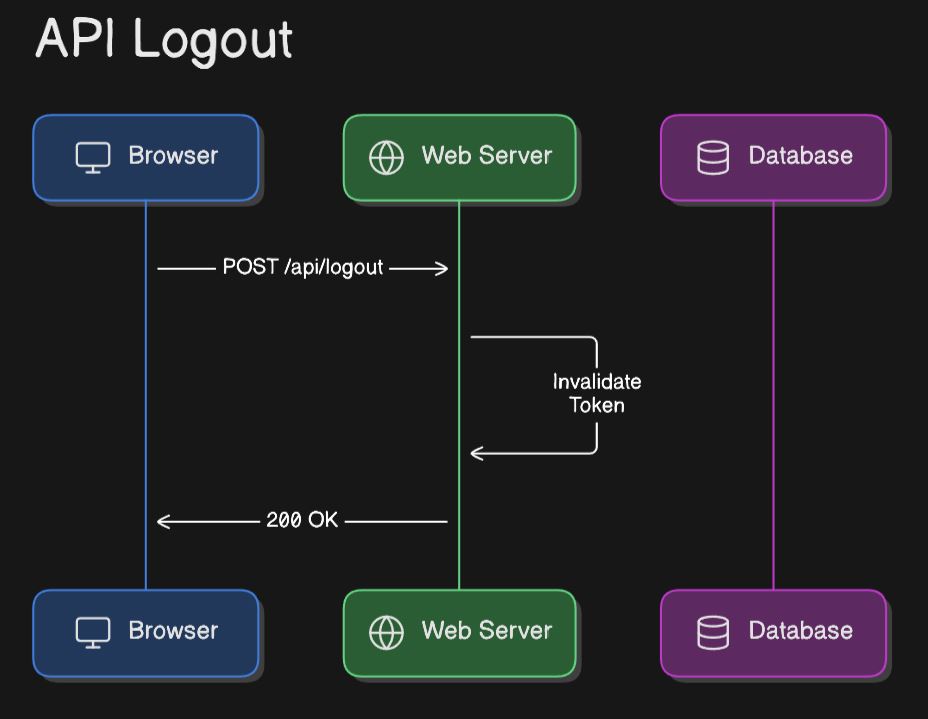 API Logout
Browser
Web Server
Database
POST /api/logout
Invalidate
Token
200 OK
Browser
Web Server
Database